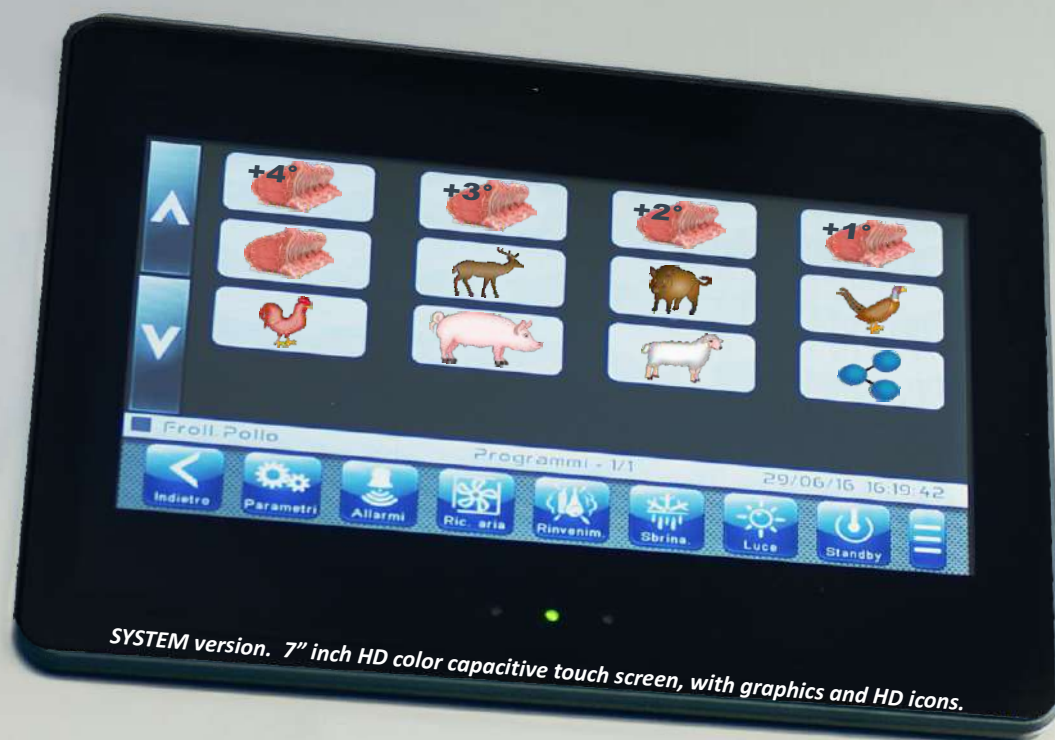 +4° +3° +2° +1°
Froll.Pollo
Programmi - 1/1
29/06/16 16:19:42
Indietro Parametri Allarmi Ric. aria Rinvenim. Sbrina. Luce Standby
SYSTEM version. 7” inch HD color capacitive touch screen, with graphics and HD icons.